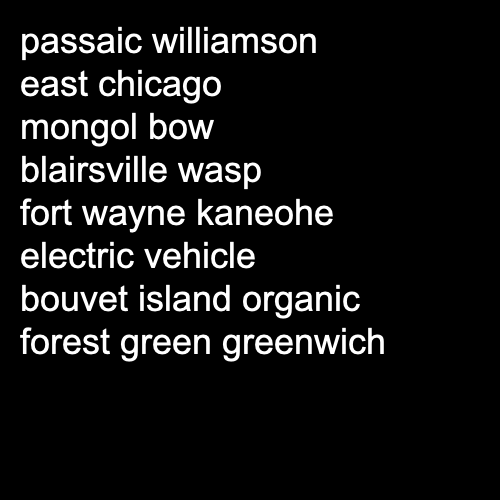 passaic williamson
east chicago
mongol bow
blairsville wasp
fort wayne kaneohe
electric vehicle
bouvet island organic
forest green greenwich